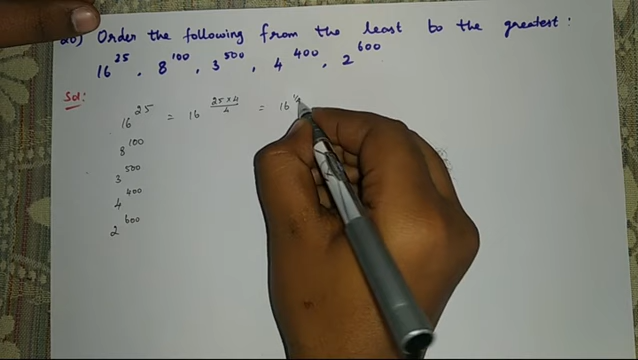 20) Order the following from the least to the greatest :
16^25 , 8^100 , 3^500 , 4^400 , 2^600
Sol:
16^25 = 16^(25×4/4) = 16
8^100
3^500
4^400
2^600